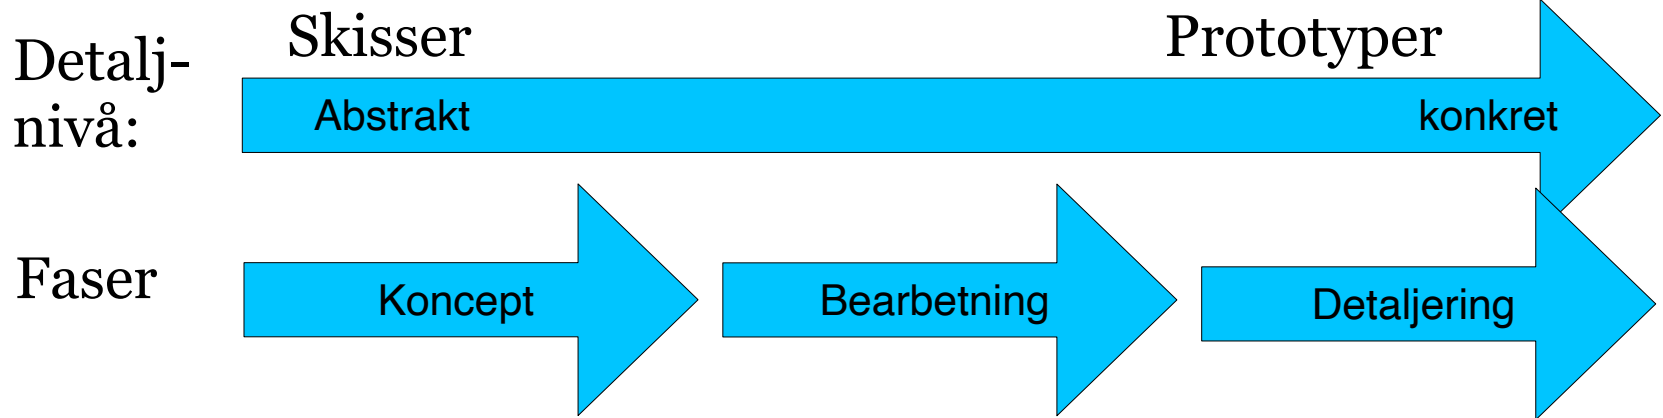 Skisser
Prototyper
Detalj-
nivå:
Abstrakt
konkret
Faser
Koncept
Bearbetning
Detaljering